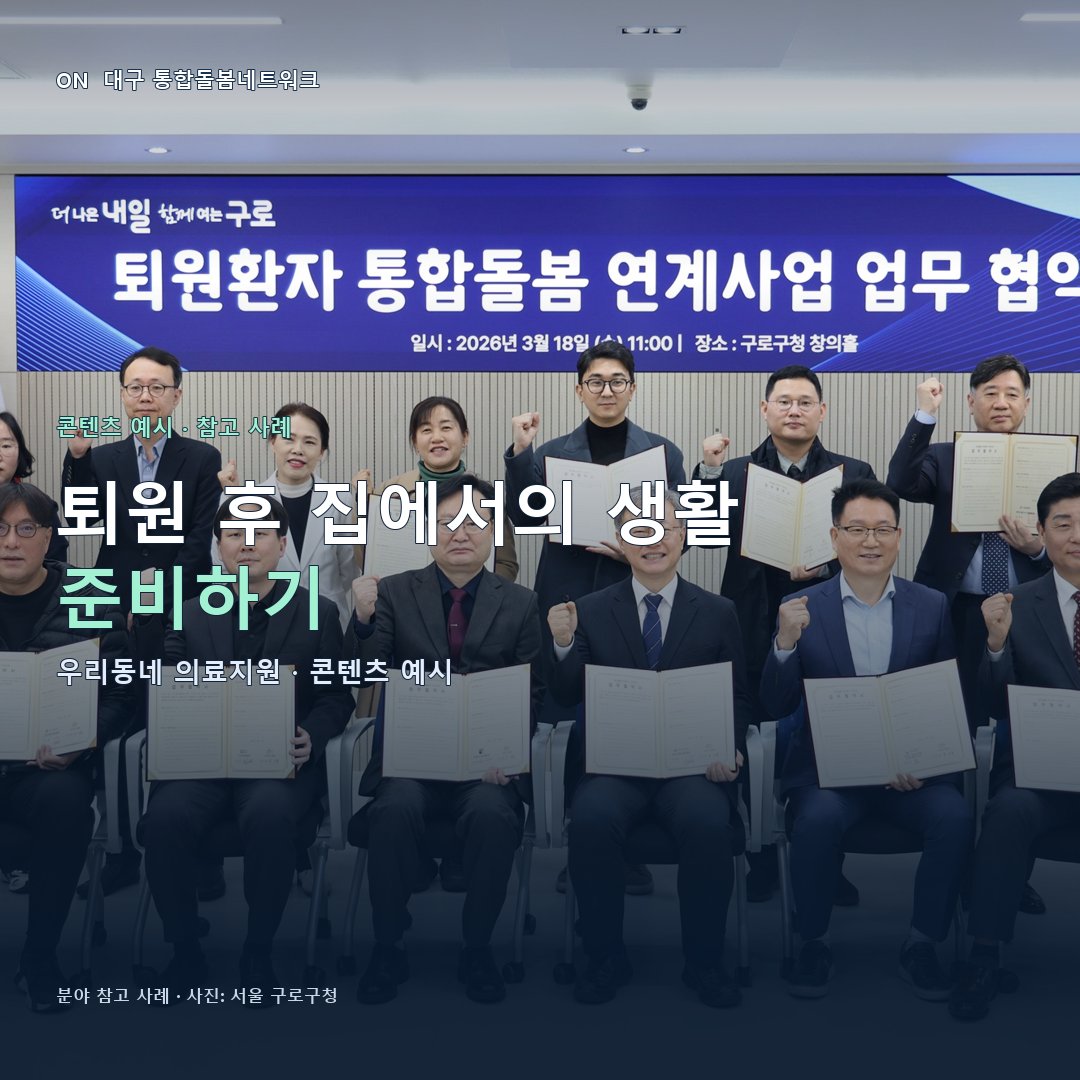 ON 대구 통합돌봄네트워크
더 나은 내일 함께 여는 구로
퇴원환자 통합돌봄 연계사업 업무
일시 : 2026년 3월 18일 11:00 | 장소 : 구로구청 창의홀
콘텐츠 예시 · 참고 사례
퇴원 후 집에서의 생활
준비하기
우리동네 의료지원 · 콘텐츠 예시
분야 참고 사례 · 사진: 서울 구로구청